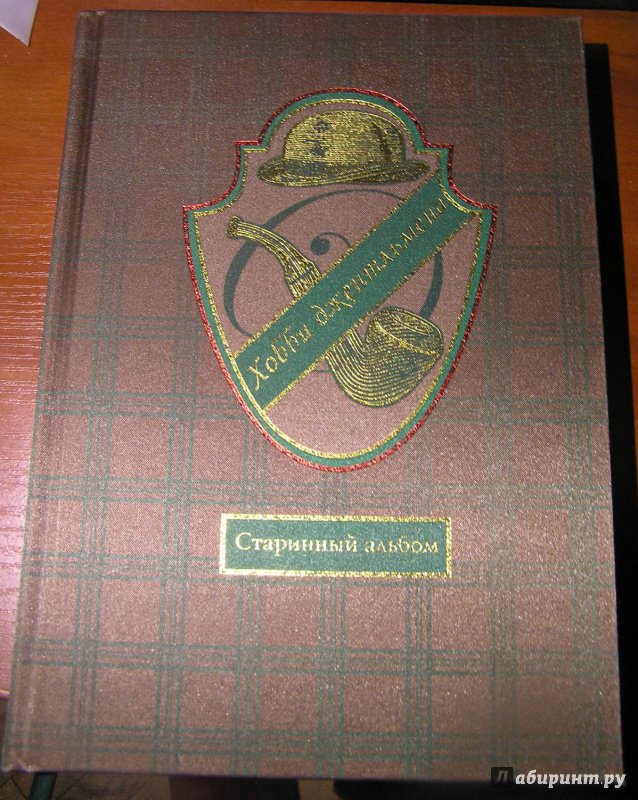 Хобби джентльмена
Старинный альбом
Лабиринт.ру